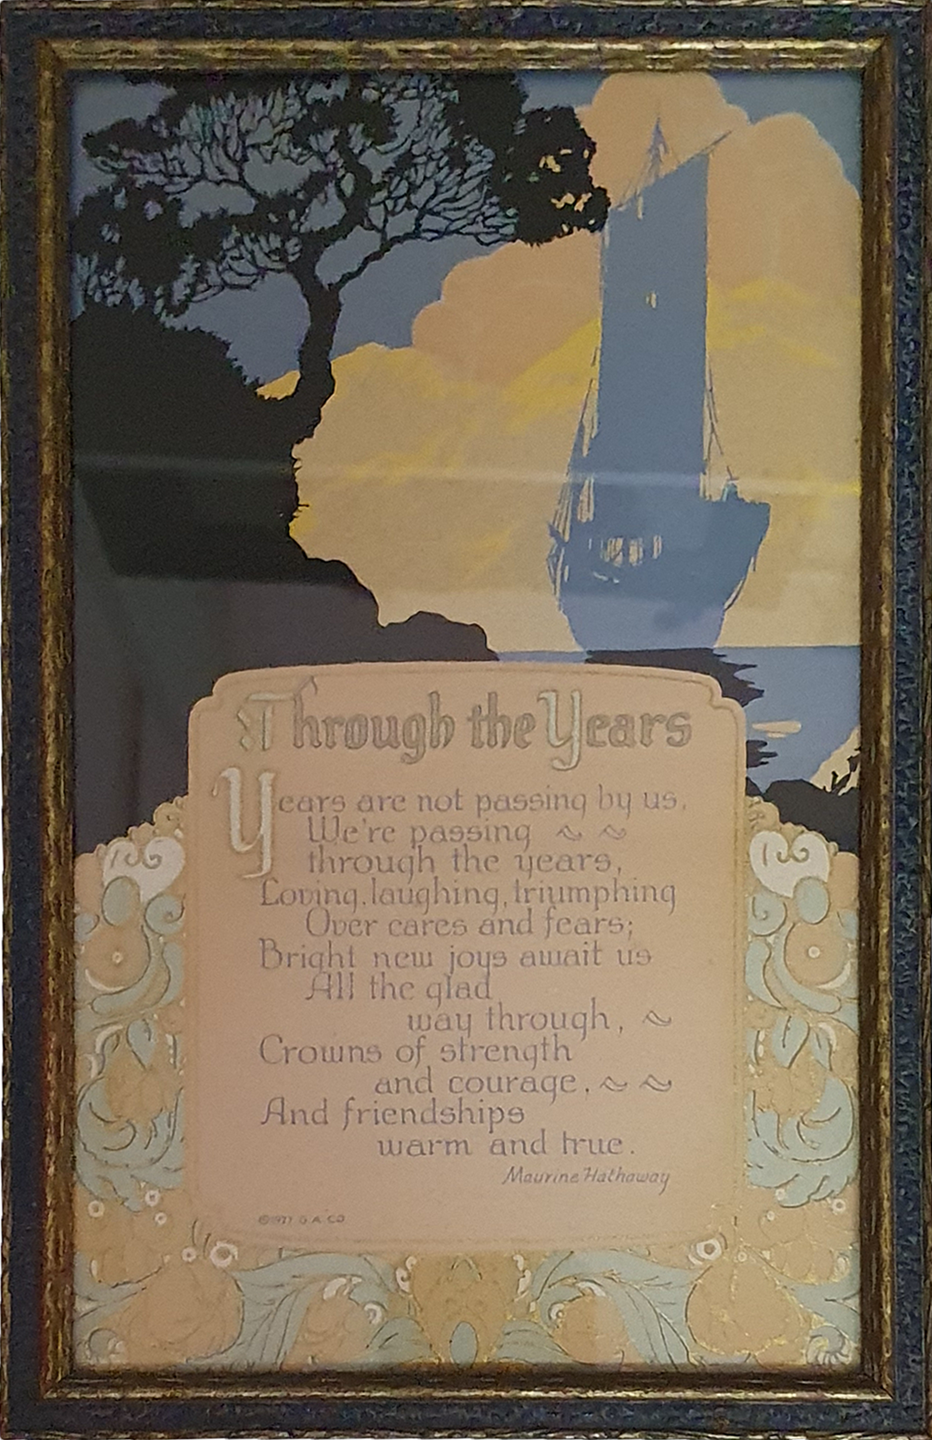 Through the Years
Years are not passing by us,
We're passing ~ ~
through the years,
Loving, laughing, triumphing
Over cares and fears;
Bright new joys await us
All the glad
way through, ~
Crowns of strength
and courage, ~ ~
And friendships
warm and true.
Maurine Hathaway
G. A. CO.